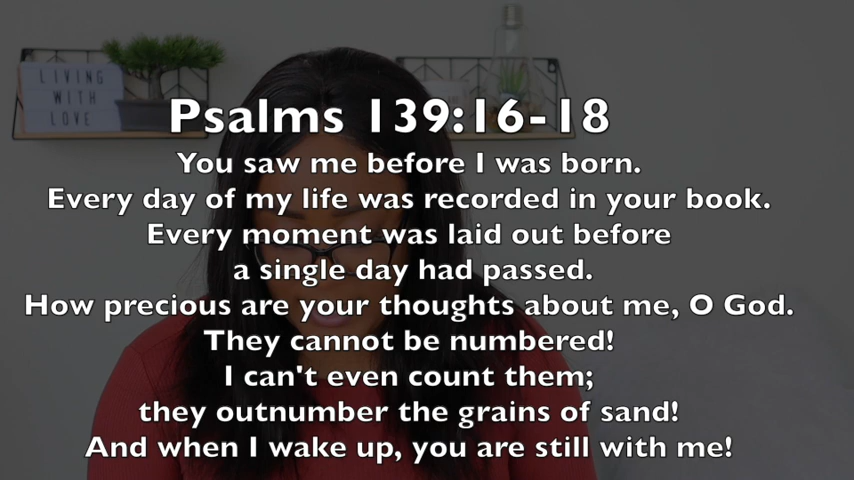 LIVING
WITH
LOVE
Psalms 139:16-18
You saw me before I was born.
Every day of my life was recorded in your book.
Every moment was laid out before
a single day had passed.
How precious are your thoughts about me, O God.
They cannot be numbered!
I can't even count them;
they outnumber the grains of sand!
And when I wake up, you are still with me!